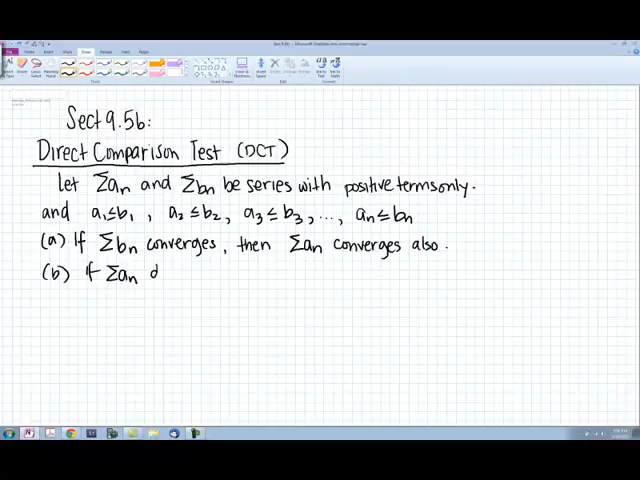 Sect 9.5b:
Direct Comparison Test (DCT)
Let Σan and Σbn be series with positive terms only.
and a1≤b1, a2≤b2, a3≤b3, ..., an≤bn
(a) If Σbn converges, then Σan converges also.
(b) If Σan d